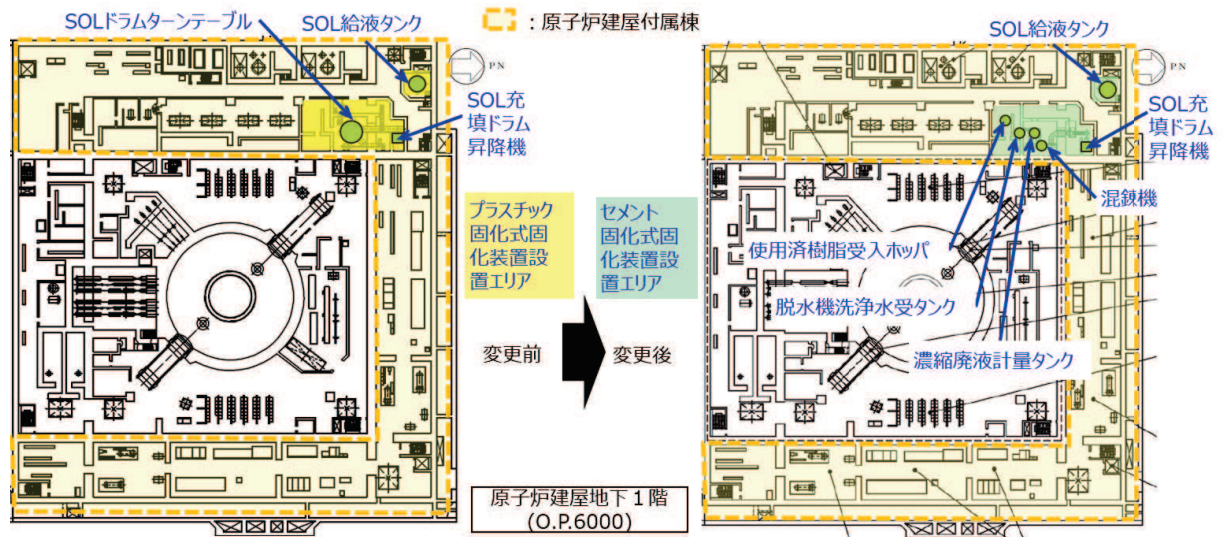 SOLドラムターンテーブル
SOL給液タンク
：原子炉建屋付属棟
SOL給液タンク
PN
SOL充
填ドラム
昇降機
PN
SOL充
填ドラム
昇降機
混錬機
プラスチック
固化式固
化装置設
置エリア
セメント
固化式固
化装置設
置エリア
使用済樹脂受入ホッパ
脱水機洗浄水受タンク
濃縮廃液計量タンク
変更前
変更後
原子炉建屋地下１階
(O.P.6000)